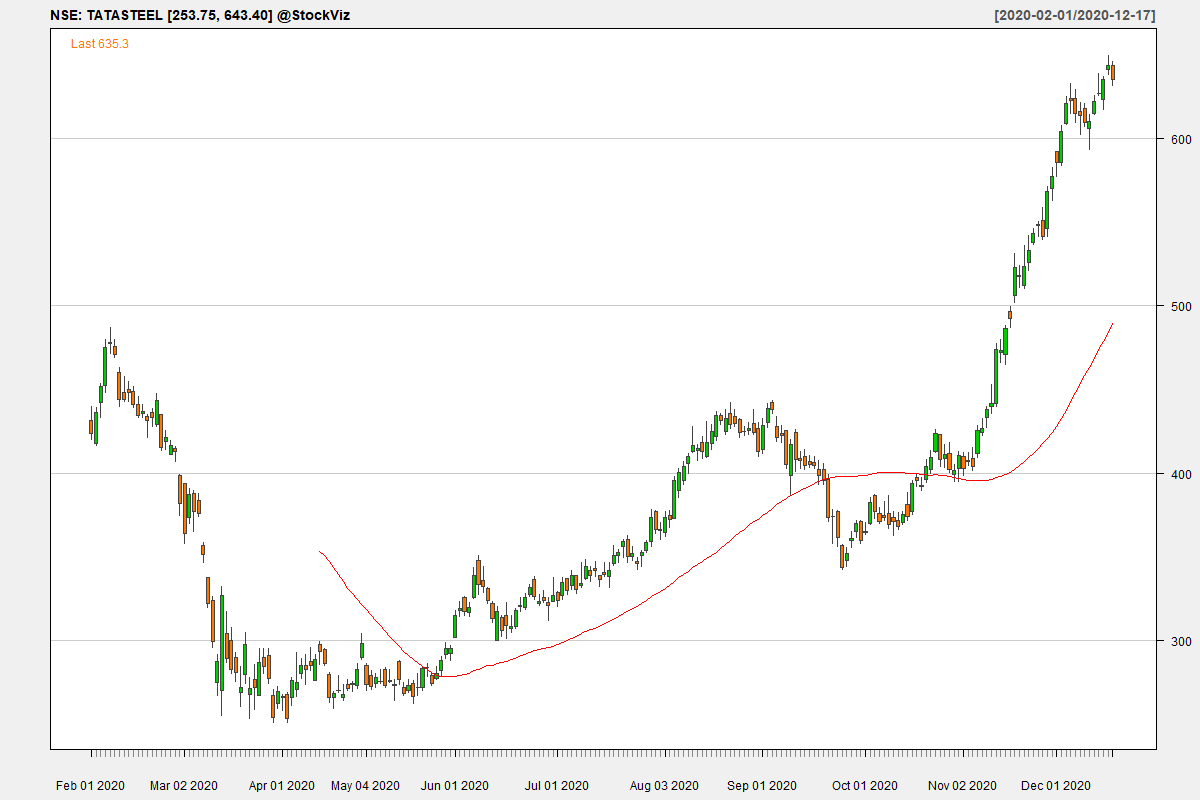 NSE: TATASTEEL [253.75, 643.40] @StockViz
[2020-02-01/2020-12-17]
Last 635.3
600
500
400
300
Feb 01 2020
Mar 02 2020
Apr 01 2020
May 04 2020
Jun 01 2020
Jul 01 2020
Aug 03 2020
Sep 01 2020
Oct 01 2020
Nov 02 2020
Dec 01 2020